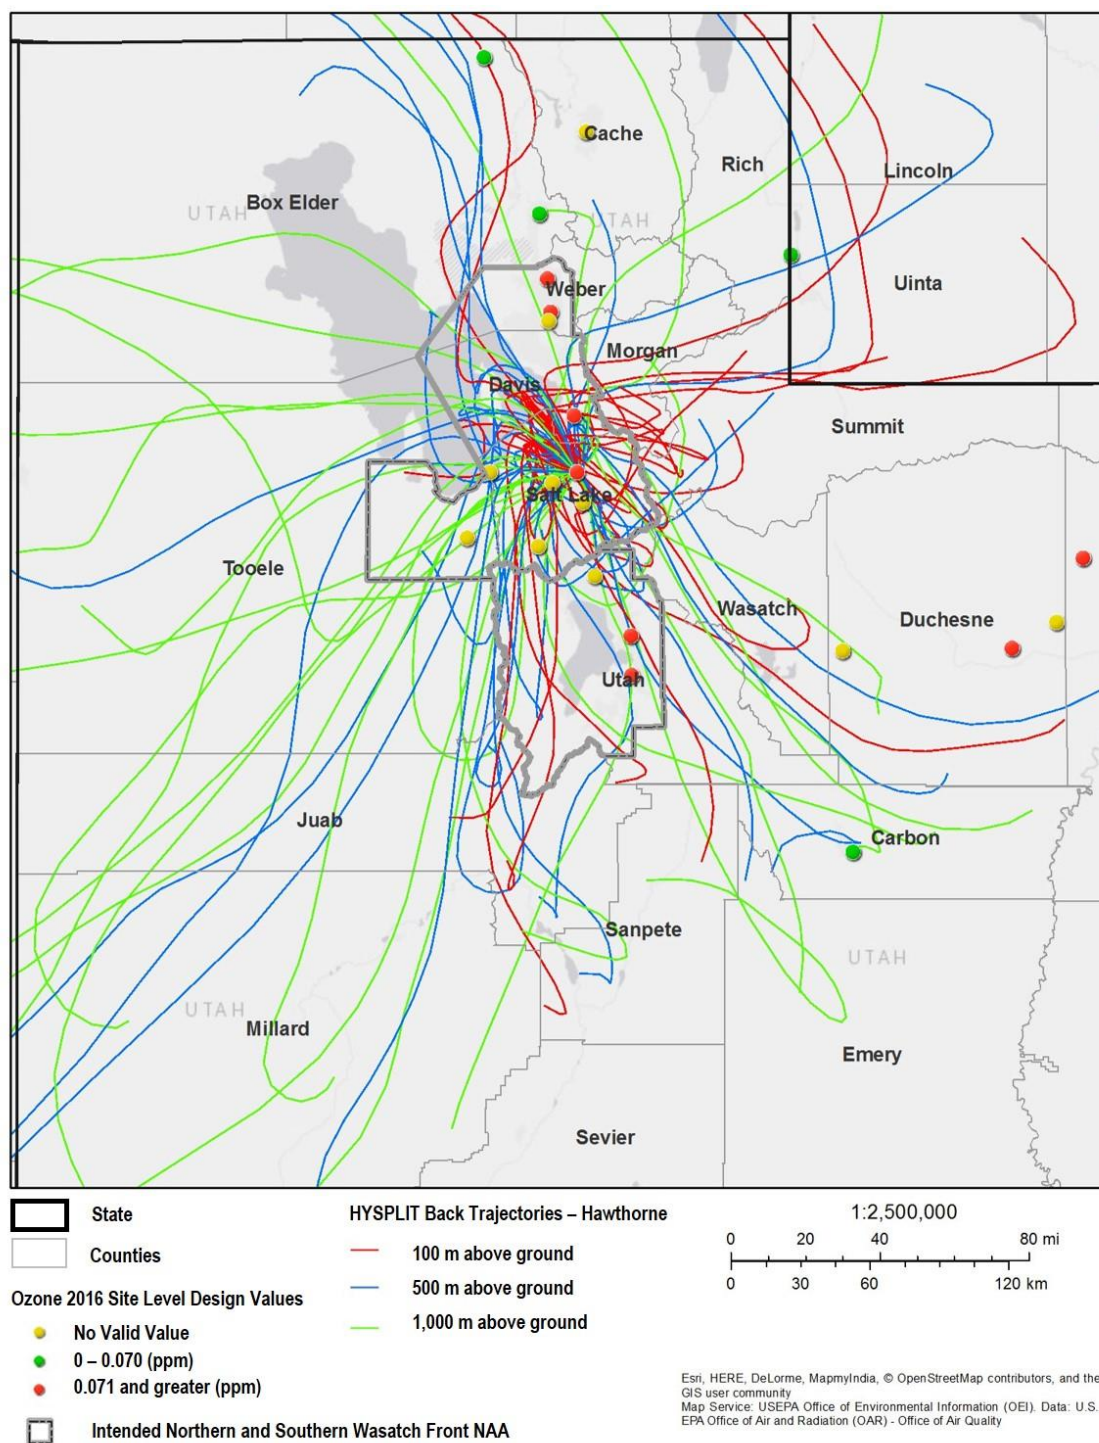 Cache
Rich
Lincoln
Box Elder
UTAH
UTAH
Weber
Uinta
Morgan
Davis
Summit
Salt Lake
Tooele
Wasatch
Duchesne
Utah
Juab
Carbon
Sanpete
UTAH
UTAH
Millard
Emery
Sevier
State
Counties
Ozone 2016 Site Level Design Values
No Valid Value
0 – 0.070 (ppm)
0.071 and greater (ppm)
Intended Northern and Southern Wasatch Front NAA
HYSPLIT Back Trajectories – Hawthorne
100 m above ground
500 m above ground
1,000 m above ground
1:2,500,000
0 20 40 80 mi
0 30 60 120 km
Esri, HERE, DeLorme, MapmyIndia, © OpenStreetMap contributors, and the
GIS user community
Map Service: USEPA Office of Environmental Information (OEI). Data: U.S.
EPA Office of Air and Radiation (OAR) - Office of Air Quality